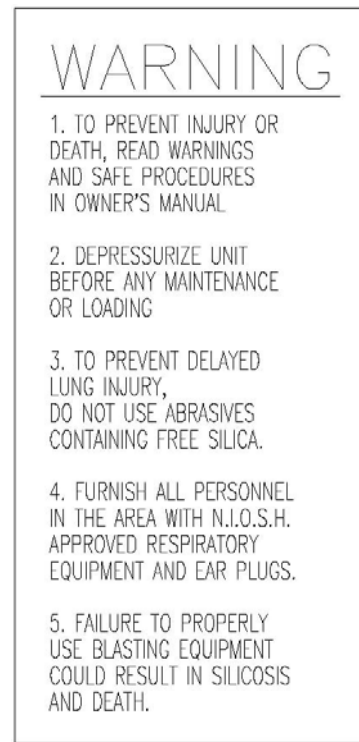 WARNING
1. TO PREVENT INJURY OR
DEATH, READ WARNINGS
AND SAFE PROCEDURES
IN OWNER'S MANUAL
2. DEPRESSURIZE UNIT
BEFORE ANY MAINTENANCE
OR LOADING
3. TO PREVENT DELAYED
LUNG INJURY,
DO NOT USE ABRASIVES
CONTAINING FREE SILICA.
4. FURNISH ALL PERSONNEL
IN THE AREA WITH N.I.O.S.H.
APPROVED RESPIRATORY
EQUIPMENT AND EAR PLUGS.
5. FAILURE TO PROPERLY
USE BLASTING EQUIPMENT
COULD RESULT IN SILICOSIS
AND DEATH.